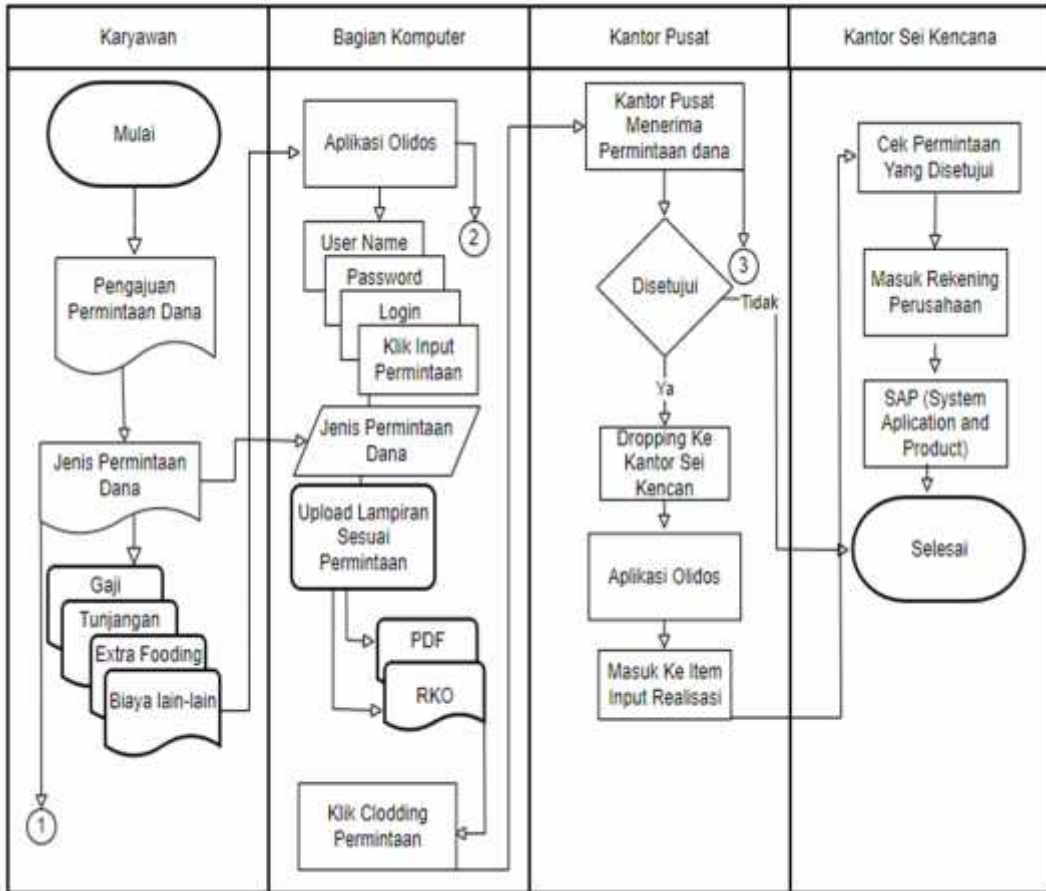 Karyawan
Bagian Komputer
Kantor Pusat
Kantor Sei Kencana
Mulai
Pengajuan
Permintaan Dana
Jenis Permintaan
Dana
Gaji
Tunjangan
Extra Fooding
Biaya lain-lain
1
Aplikasi Olidos
2
User Name
Password
Login
Klik Input
Permintaan
Jenis Permintaan
Dana
Upload Lampiran
Sesuai
Permintaan
PDF
RKO
Klik Clodding
Permintaan
Kantor Pusat
Menerima
Permintaan dana
3
Disetujui
Tidak
Ya
Dropping Ke
Kantor Sei
Kencan
Aplikasi Olidos
Masuk Ke Item
Input Realisasi
Cek Permintaan
Yang Disetujui
Masuk Rekening
Perusahaan
SAP (System
Aplication and
Product)
Selesai